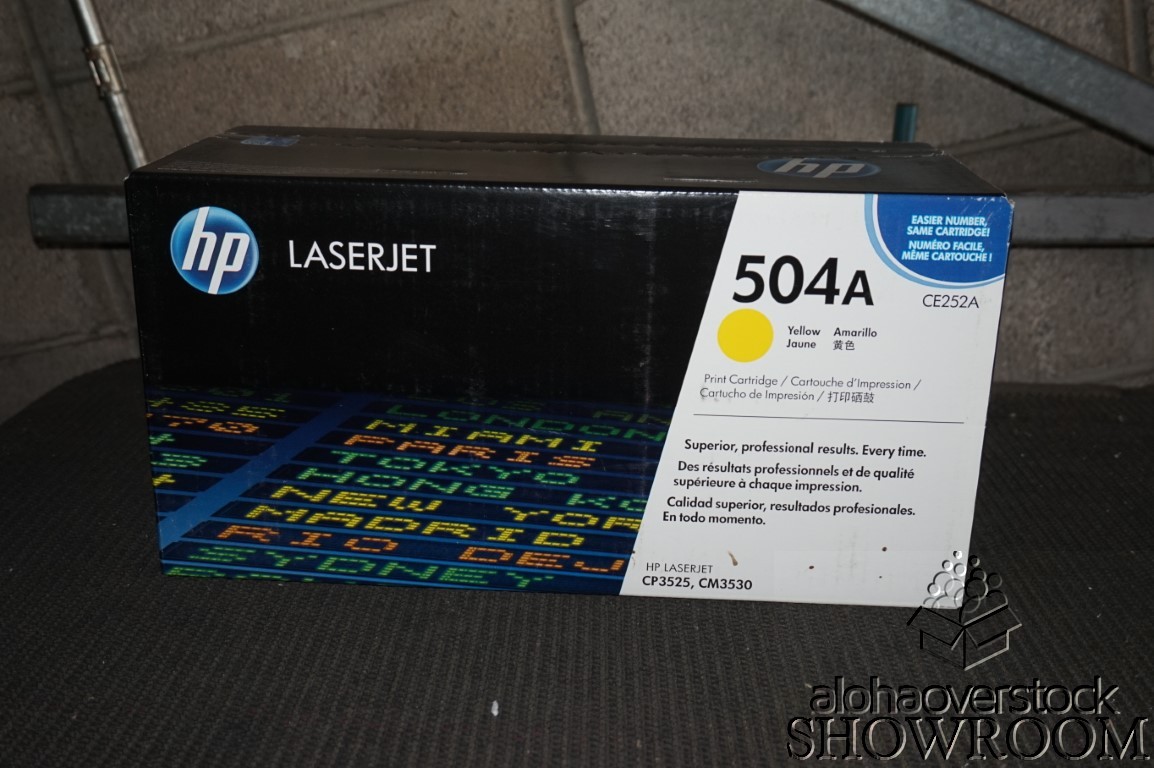 hp
hp
LASERJET
EASIER NUMBER,
SAME CARTRIDGE!
NUMÉRO FACILE,
MÊME CARTOUCHE !
504A
CE252A
Yellow Amarillo
Jaune 黄色
Print Cartridge / Cartouche d'Impression /
Cartucho de Impresión / 打印硒鼓
Superior, professional results. Every time.
Des résultats professionnels et de qualité
supérieure à chaque impression.
Calidad superior, resultados profesionales.
En todo momento.
HP LASERJET
CP3525, CM3530
LONDON
MIAMI
PARIS
TOKYO
HONG
NEW YOR
MADRID
RIO DE
SYDNEY
alohaoverstock
SHOWROOM